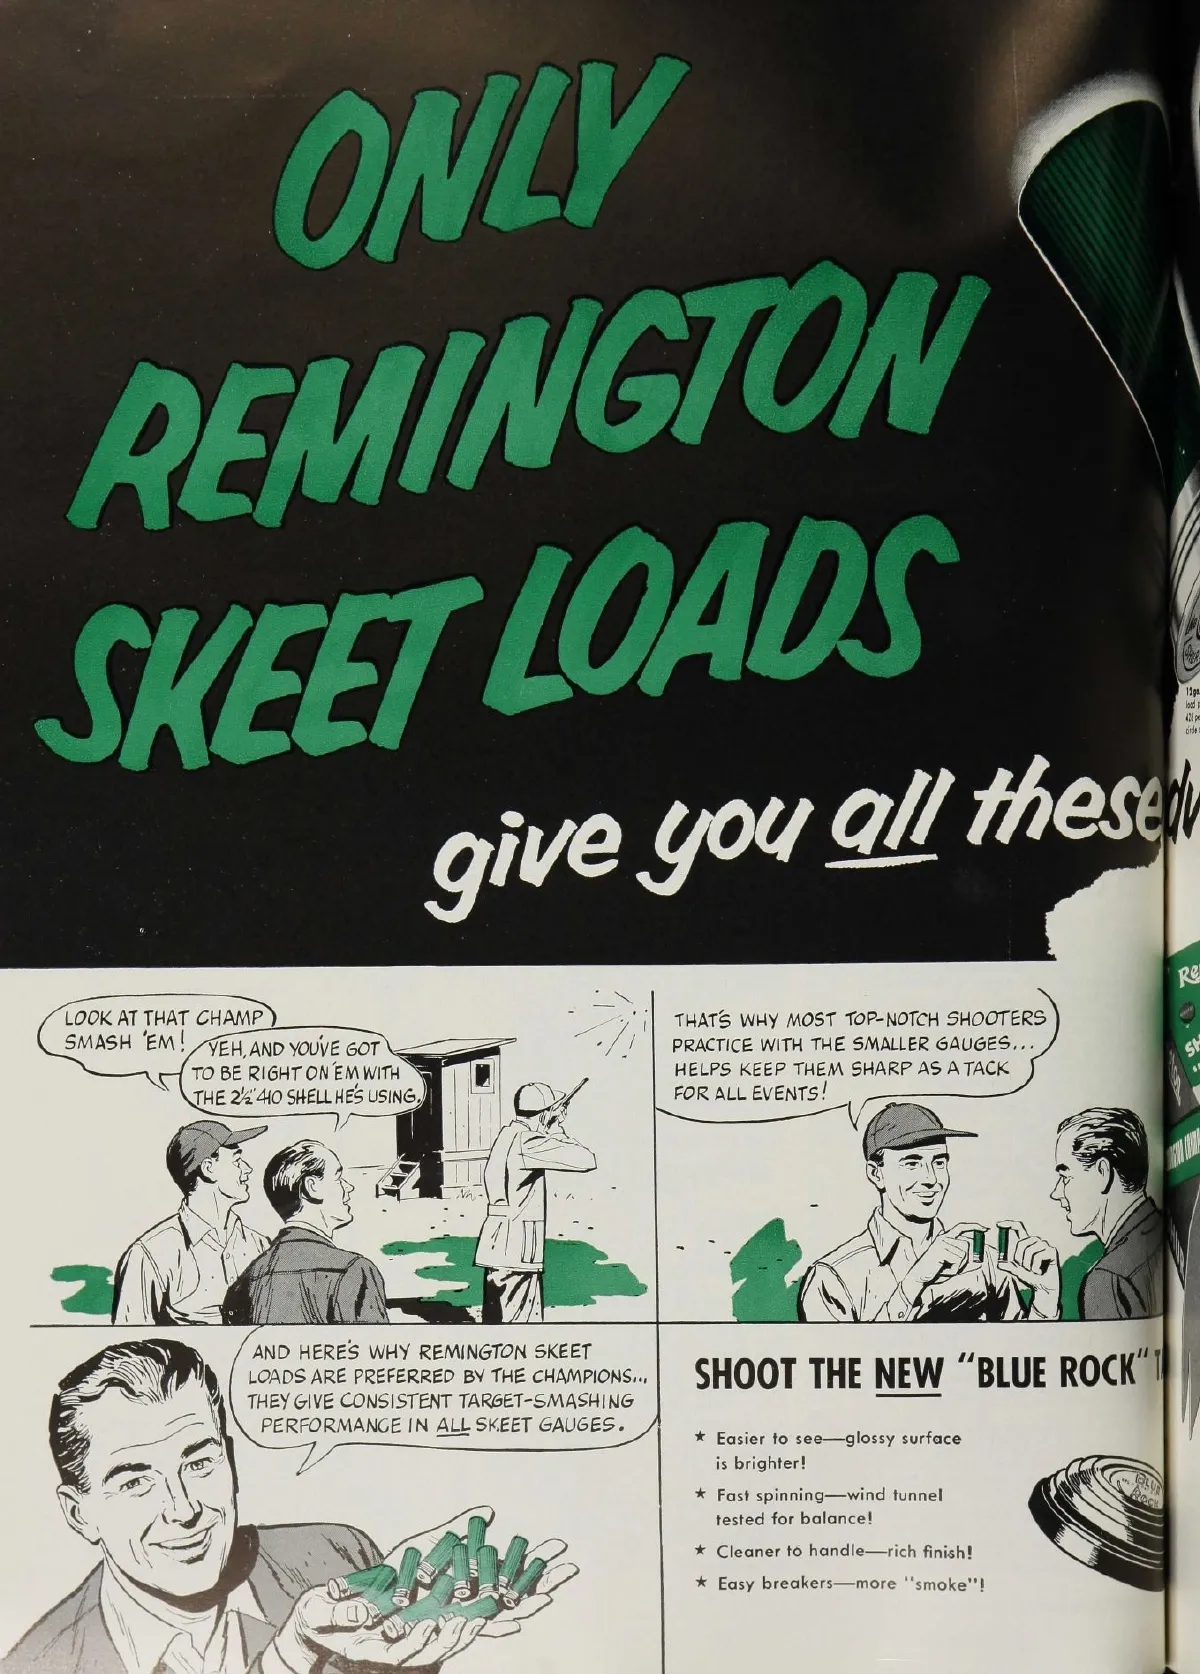 ONLY
REMINGTON
SKEET LOADS
give you all these
LOOK AT THAT CHAMP
SMASH 'EM!
YEH, AND YOU'VE GOT
TO BE RIGHT ON 'EM WITH
THE 2½" 410 SHELL HE'S USING.
THAT'S WHY MOST TOP-NOTCH SHOOTERS
PRACTICE WITH THE SMALLER GAUGES...
HELPS KEEP THEM SHARP AS A TACK
FOR ALL EVENTS!
AND HERE'S WHY REMINGTON SKEET
LOADS ARE PREFERRED BY THE CHAMPIONS...
THEY GIVE CONSISTENT TARGET-SMASHING
PERFORMANCE IN ALL SKEET GAUGES.
SHOOT THE NEW "BLUE ROCK"
★ Easier to see—glossy surface
is brighter!
★ Fast spinning—wind tunnel
tested for balance!
★ Cleaner to handle—rich finish!
★ Easy breakers—more "smoke"!
BLUE
ROCK
12ga.
load